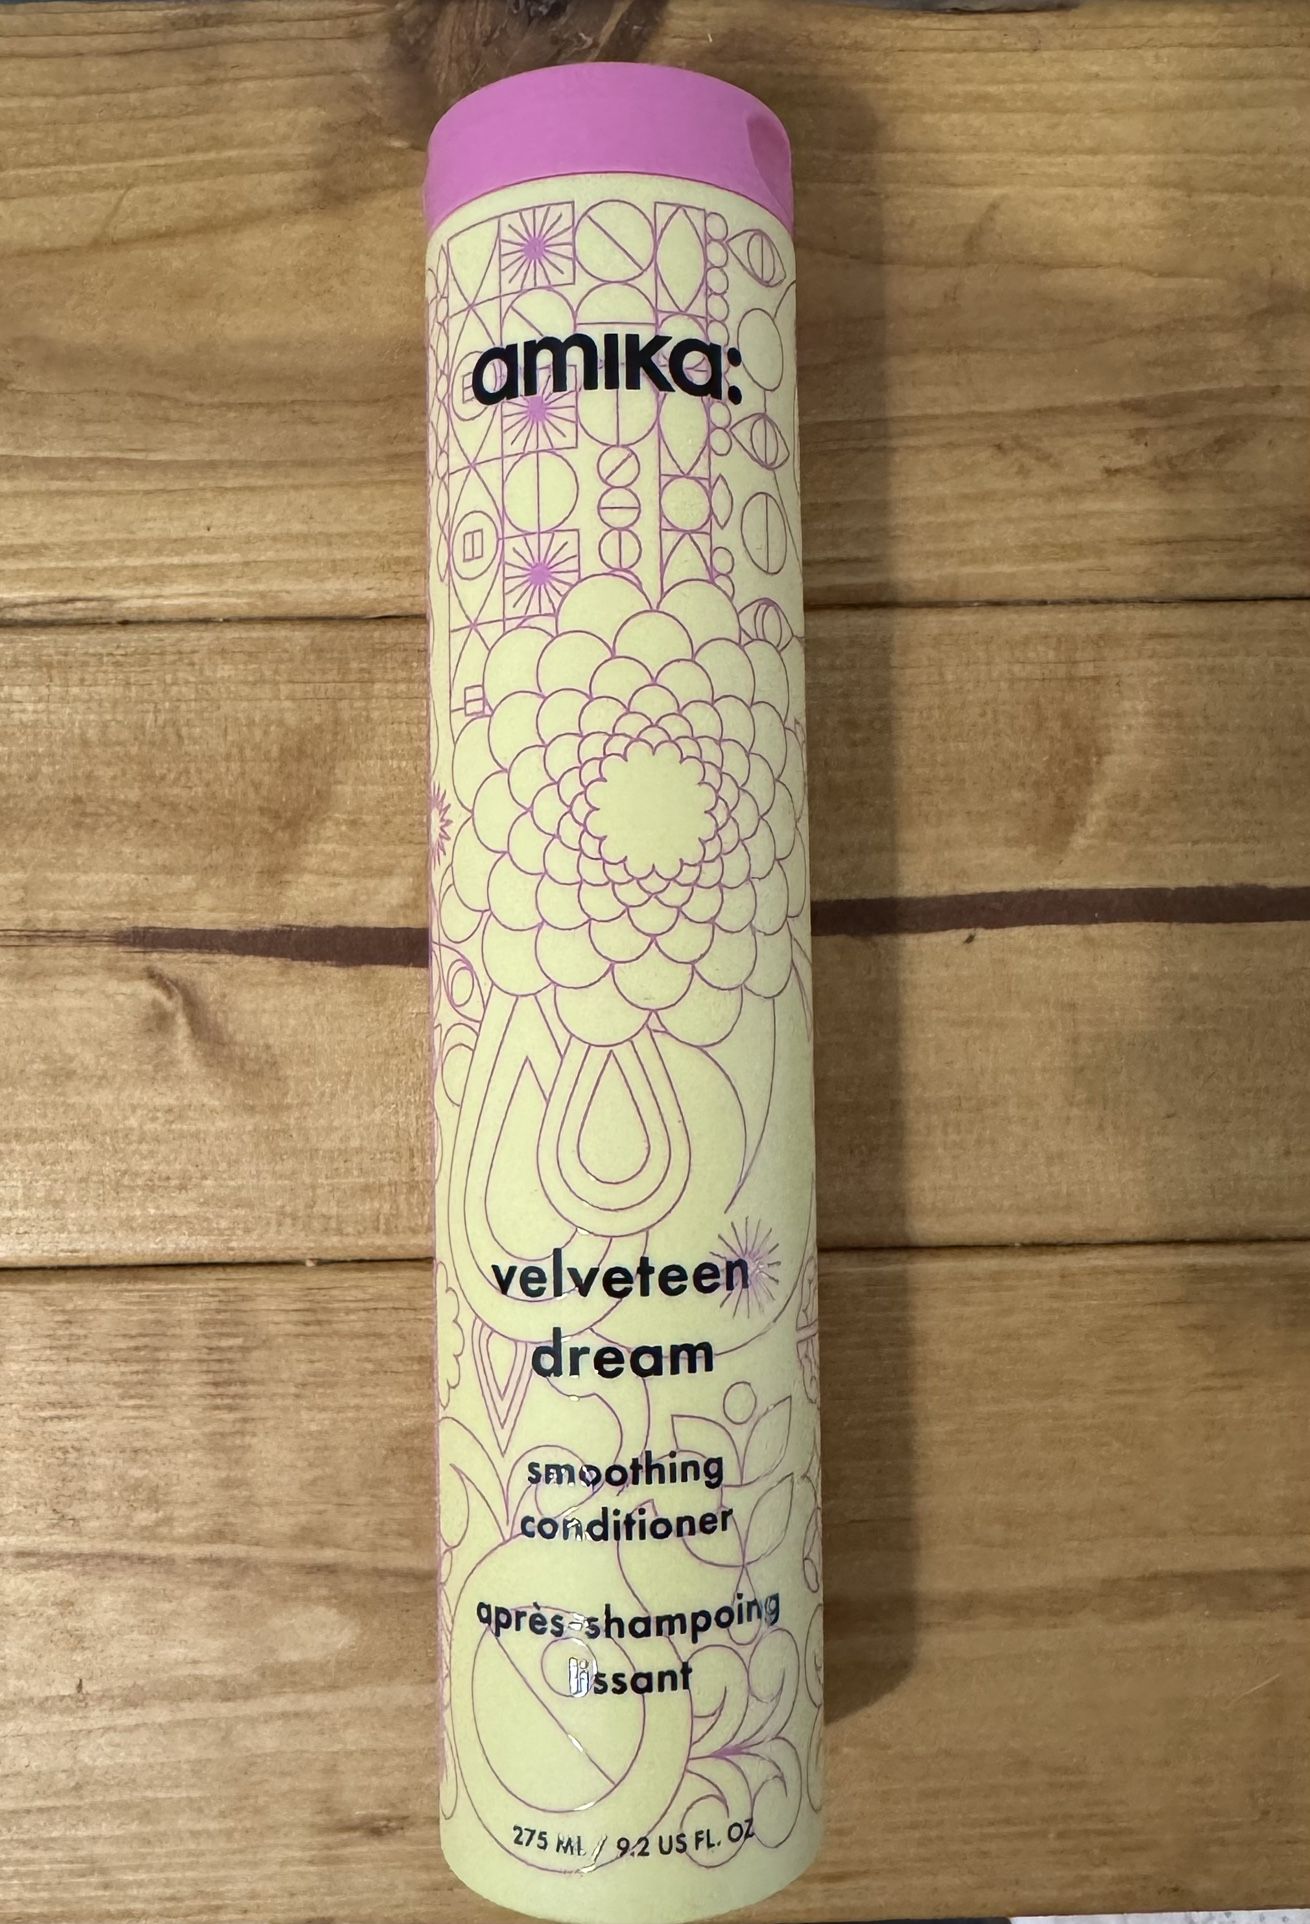 amika:
velveteen
dream
smoothing
conditioner
après-shampoing
lissant
275 ML / 9.2 US FL. OZ